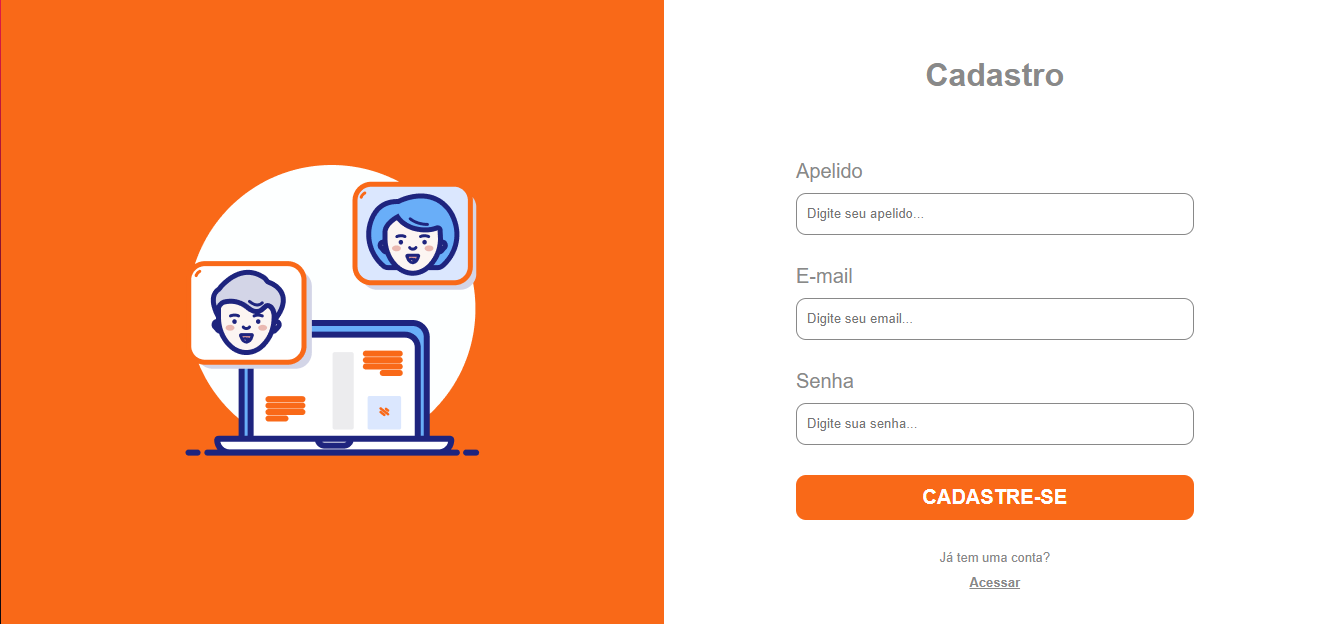 Cadastro
Apelido
Digite seu apelido...
E-mail
Digite seu email...
Senha
Digite sua senha...
CADASTRE-SE
Já tem uma conta?
Acessar